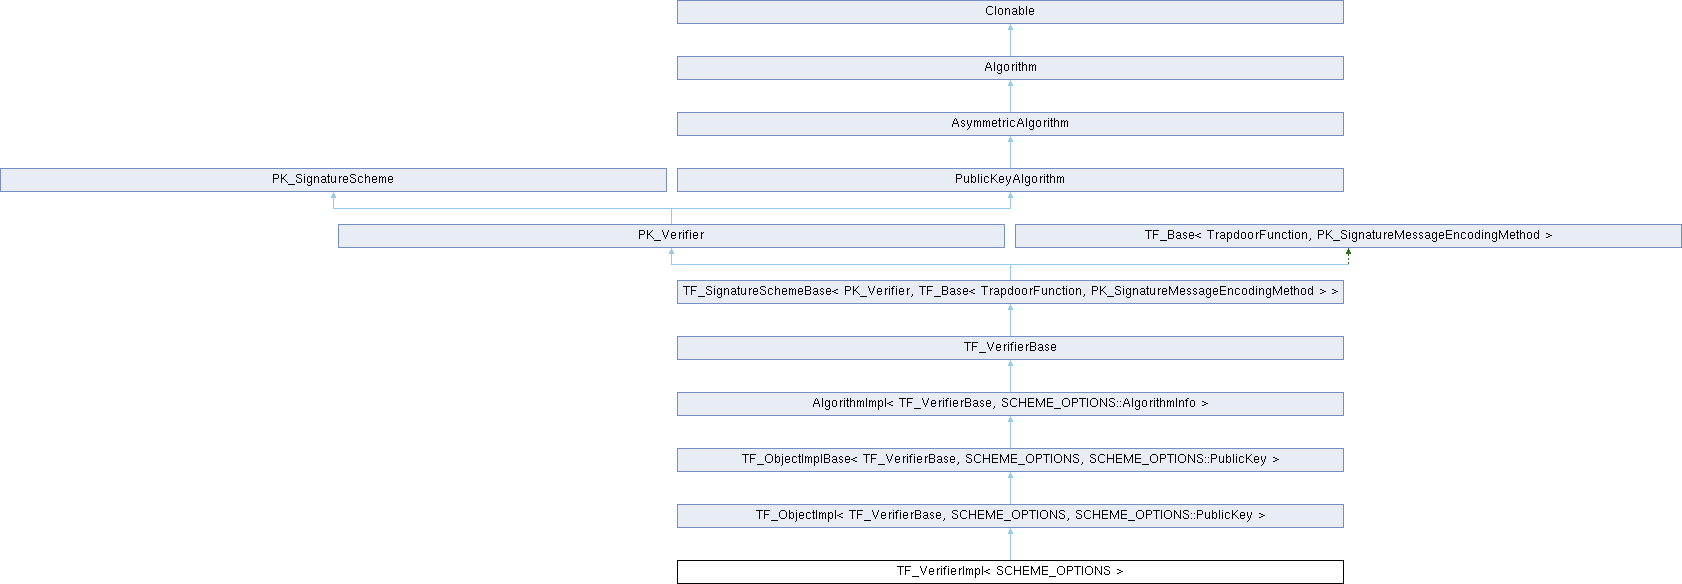 Clonable
Algorithm
AsymmetricAlgorithm
PK_SignatureScheme
PublicKeyAlgorithm
PK_Verifier
TF_Base< TrapdoorFunction, PK_SignatureMessageEncodingMethod >
TF_SignatureSchemeBase< PK_Verifier, TF_Base< TrapdoorFunction, PK_SignatureMessageEncodingMethod > >
TF_VerifierBase
AlgorithmImpl< TF_VerifierBase, SCHEME_OPTIONS::AlgorithmInfo >
TF_ObjectImplBase< TF_VerifierBase, SCHEME_OPTIONS, SCHEME_OPTIONS::PublicKey >
TF_ObjectImpl< TF_VerifierBase, SCHEME_OPTIONS, SCHEME_OPTIONS::PublicKey >
TF_VerifierImpl< SCHEME_OPTIONS >